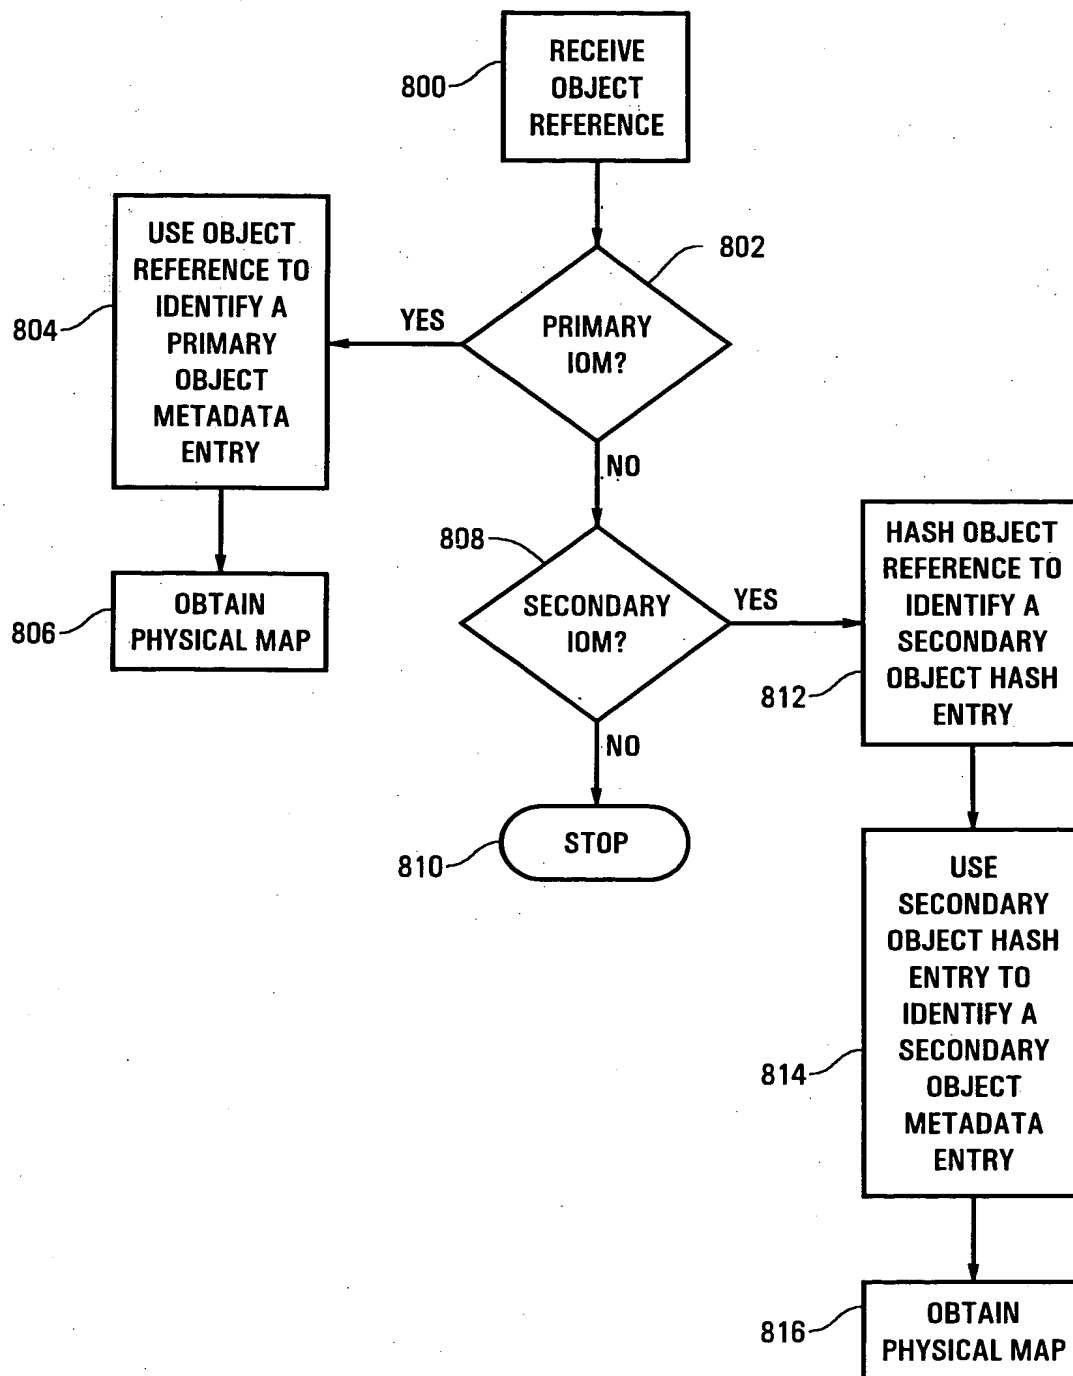 800
RECEIVE
OBJECT
REFERENCE
802
PRIMARY
IOM?
YES
804
USE OBJECT
REFERENCE TO
IDENTIFY A
PRIMARY
OBJECT
METADATA
ENTRY
806
OBTAIN
PHYSICAL MAP
NO
808
SECONDARY
IOM?
YES
812
HASH OBJECT
REFERENCE TO
IDENTIFY A
SECONDARY
OBJECT HASH
ENTRY
NO
810
STOP
814
USE
SECONDARY
OBJECT HASH
ENTRY TO
IDENTIFY A
SECONDARY
OBJECT
METADATA
ENTRY
816
OBTAIN
PHYSICAL MAP